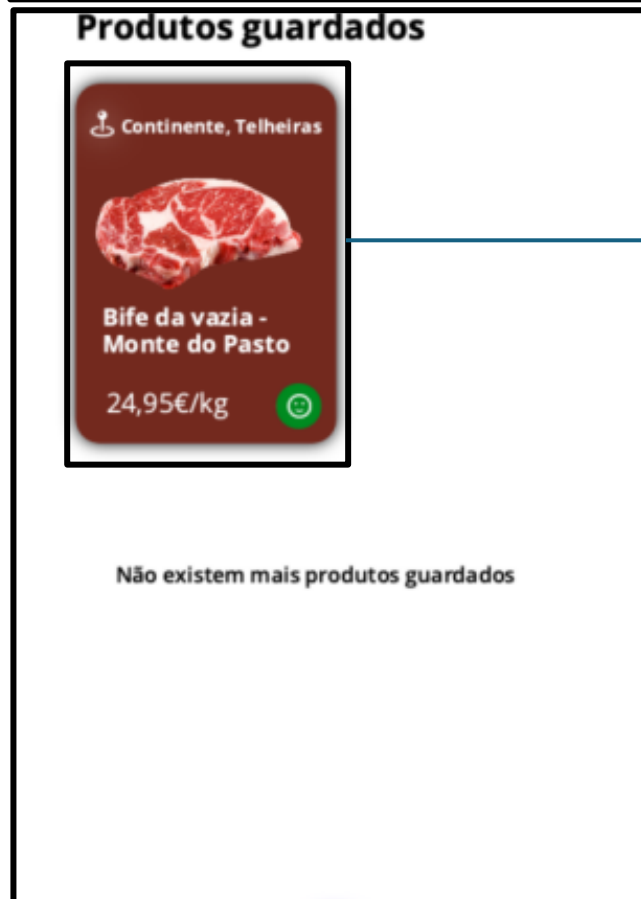 Produtos guardados
Continente, Telheiras
Bife da vazia -
Monte do Pasto
24,95€/kg
Não existem mais produtos guardados